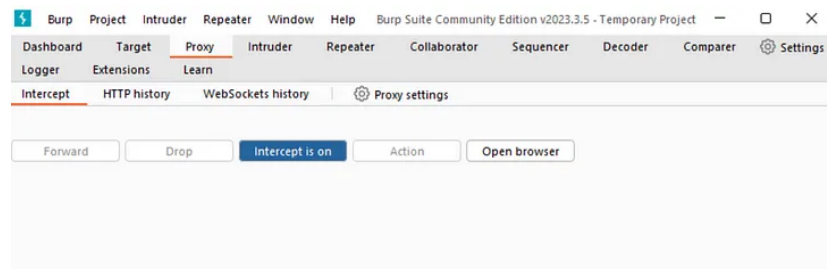 Burp Project Intruder Repeater Window Help Burp Suite Community Edition v2023.3.5 - Temporary Project
Dashboard Target Proxy Intruder Repeater Collaborator Sequencer Decoder Comparer Settings
Logger Extensions Learn
Intercept HTTP history WebSockets history Proxy settings
Forward Drop Intercept is on Action Open browser